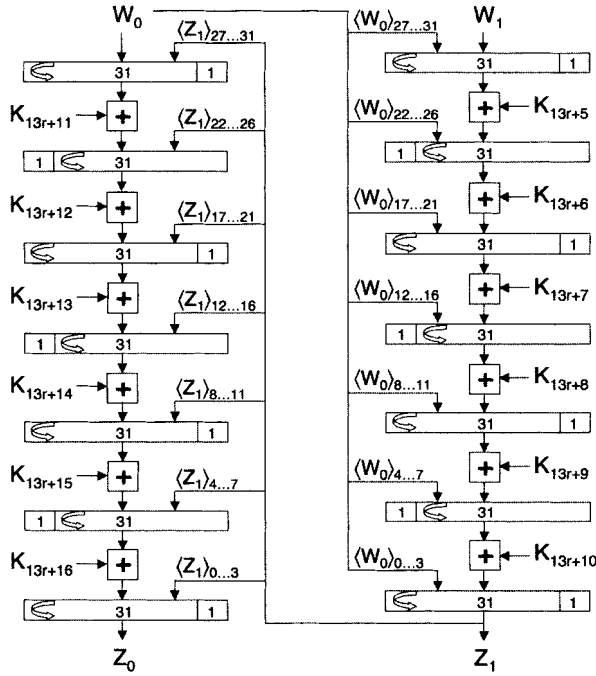 W0 ⟨Z1⟩27...31 ⟨W0⟩27...31 W1
31 1 31 1
K13r+11 + ⟨Z1⟩22...26 ⟨W0⟩22...26 + K13r+5
1 31 1 31
K13r+12 + ⟨Z1⟩17...21 ⟨W0⟩17...21 + K13r+6
31 1 31 1
K13r+13 + ⟨Z1⟩12...16 ⟨W0⟩12...16 + K13r+7
1 31 1 31
K13r+14 + ⟨Z1⟩8...11 ⟨W0⟩8...11 + K13r+8
31 1 31 1
K13r+15 + ⟨Z1⟩4...7 ⟨W0⟩4...7 + K13r+9
1 31 1 31
K13r+16 + ⟨Z1⟩0...3 ⟨W0⟩0...3 + K13r+10
31 1 31 1
Z0 Z1